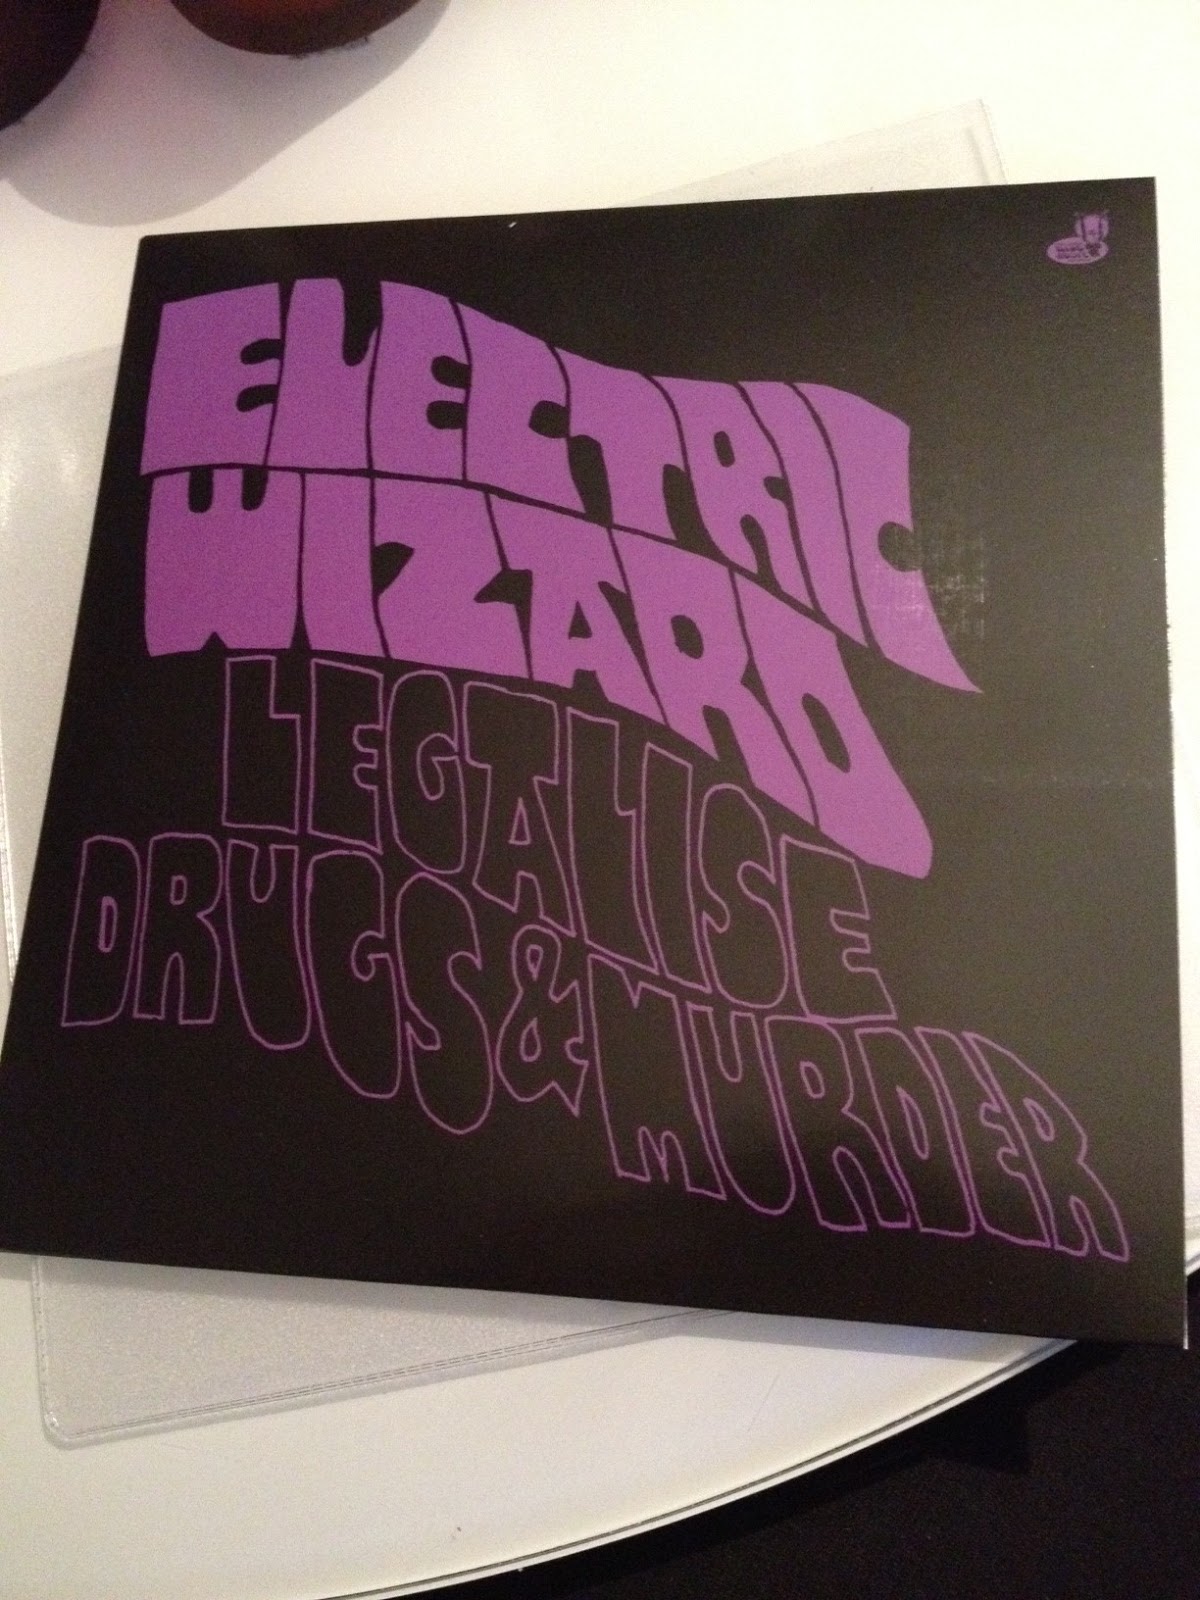 ELECTRIC
WIZARD
LEGALISE
DRUGS & MURDER